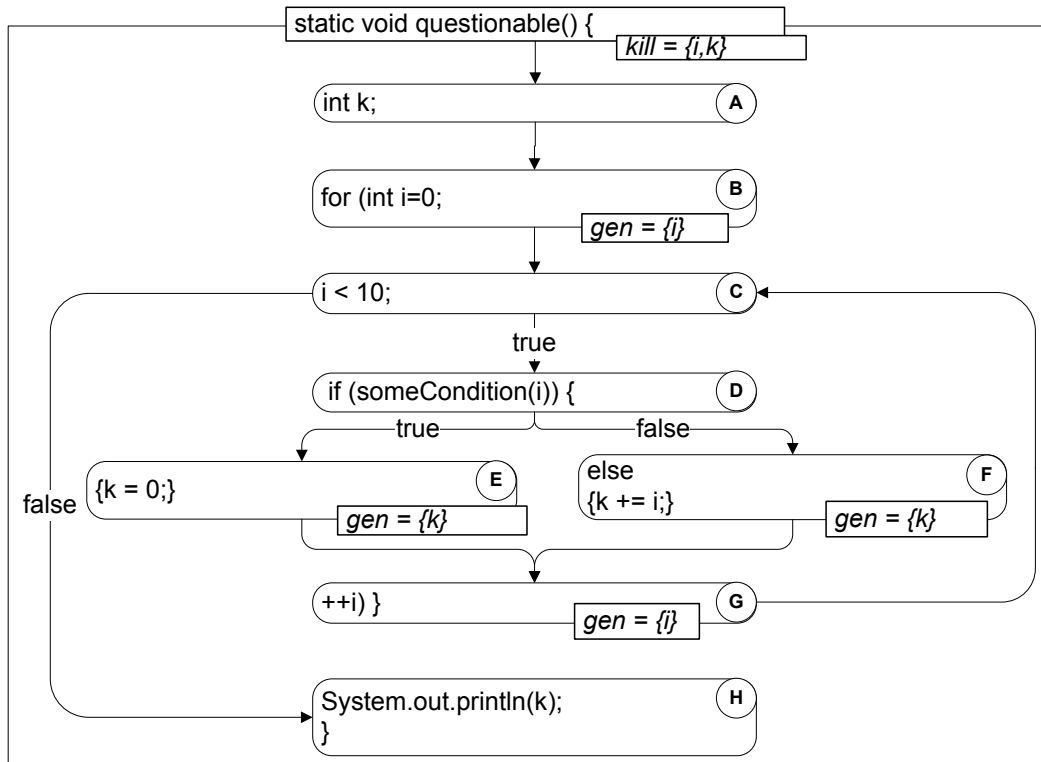 static void questionable() {
kill = {i,k}
int k;
A
for (int i=0;
B
gen = {i}
i < 10;
C
true
if (someCondition(i)) {
D
true
false
{k = 0;}
E
gen = {k}
else
{k += i;}
F
gen = {k}
false
++i) }
G
gen = {i}
System.out.println(k);
}
H